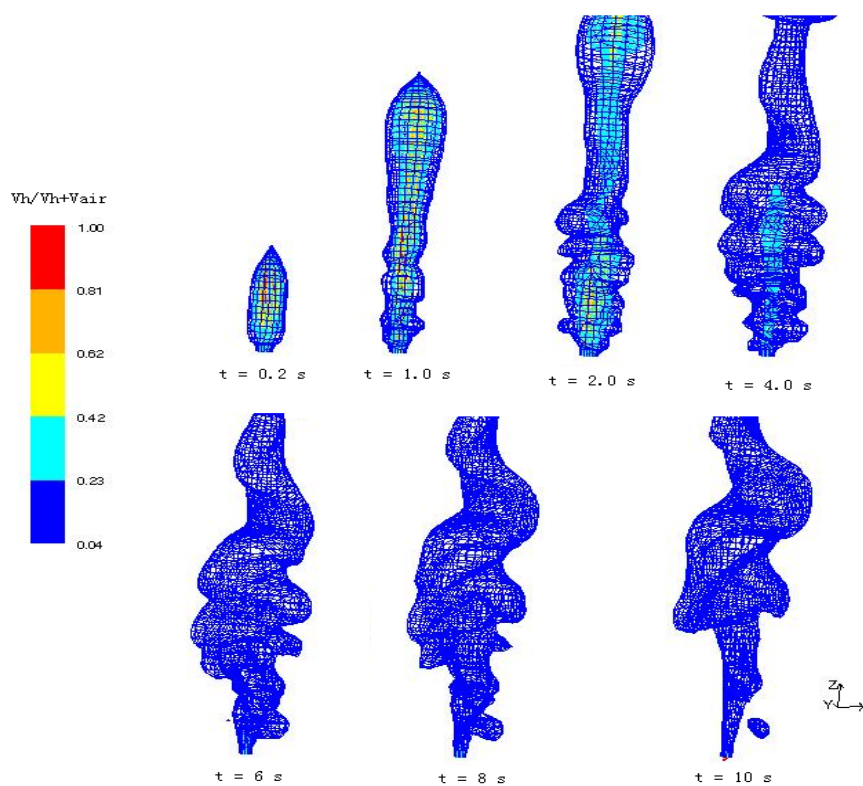 Vh/Vh+Vair
1.00
0.81
0.62
0.42
0.23
0.04
t = 0.2 s
t = 1.0 s
t = 2.0 s
t = 4.0 s
t = 6 s
t = 8 s
t = 10 s
Z
Y